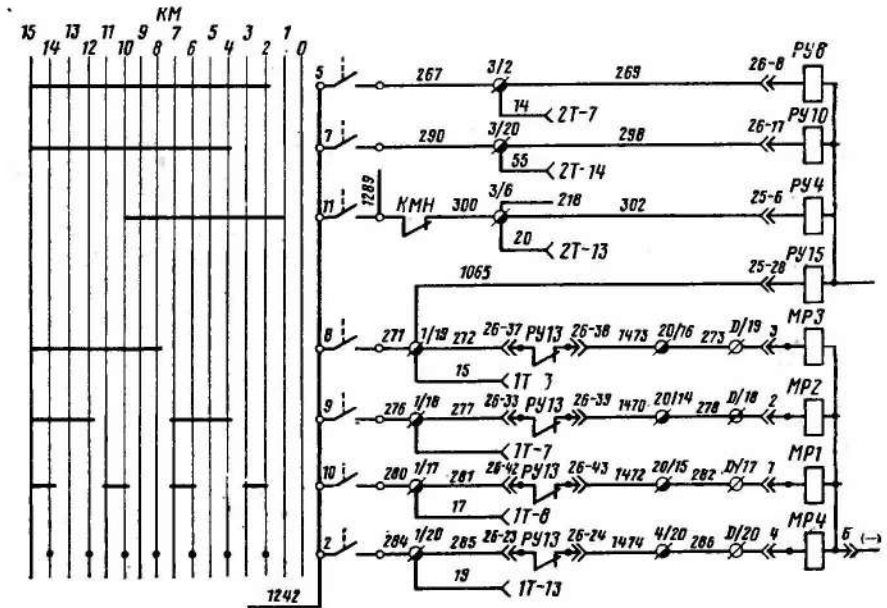 КМ
15 13 11 9 7 5 3 1
14 12 10 8 6 4 2 0
5 267 3/2 269 26-8 РУ8
14 2Т-7
7 290 3/20 298 26-17 РУ10
55 2Т-14
1289
11 КМН 300 3/6 218 302 25-6 РУ4
20 2Т-13
1065 25-28 РУ15
8 271 1/19 272 26-37 РУ13 26-38 1473 20/16 273 D/19 3 МР3
15 1Т 3
9 276 1/18 277 26-33 РУ13 26-39 1470 20/14 278 D/18 2 МР2
1Т-7
10 280 1/17 281 26-42 РУ13 26-43 1472 20/15 282 D/17 1 МР1
17 1Т-8
2 284 1/20 285 26-23 РУ13 26-24 1474 4/20 286 D/20 4 МР4 Б (−)
19 1Т-13
1242